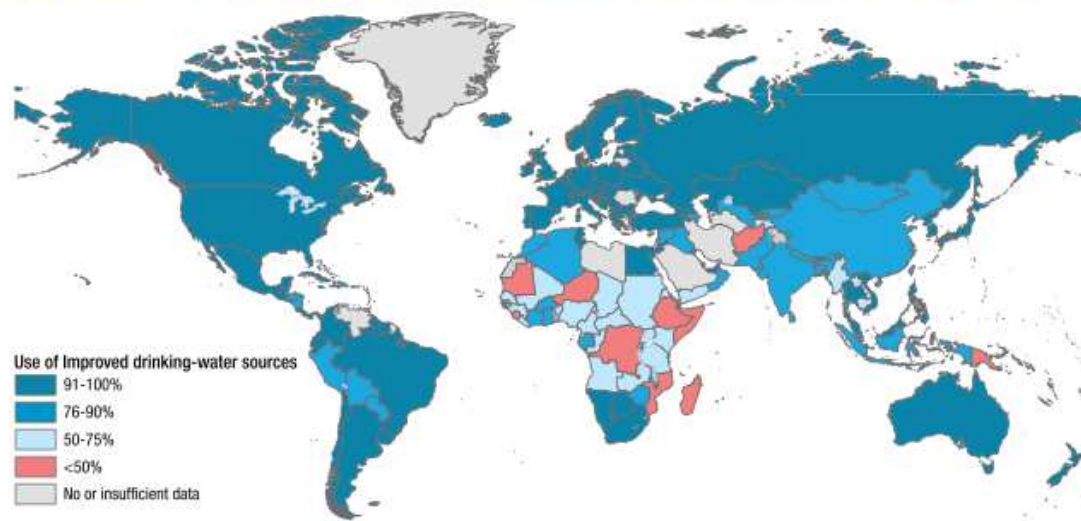 Use of Improved drinking-water sources
91-100%
76-90%
50-75%
<50%
No or insufficient data